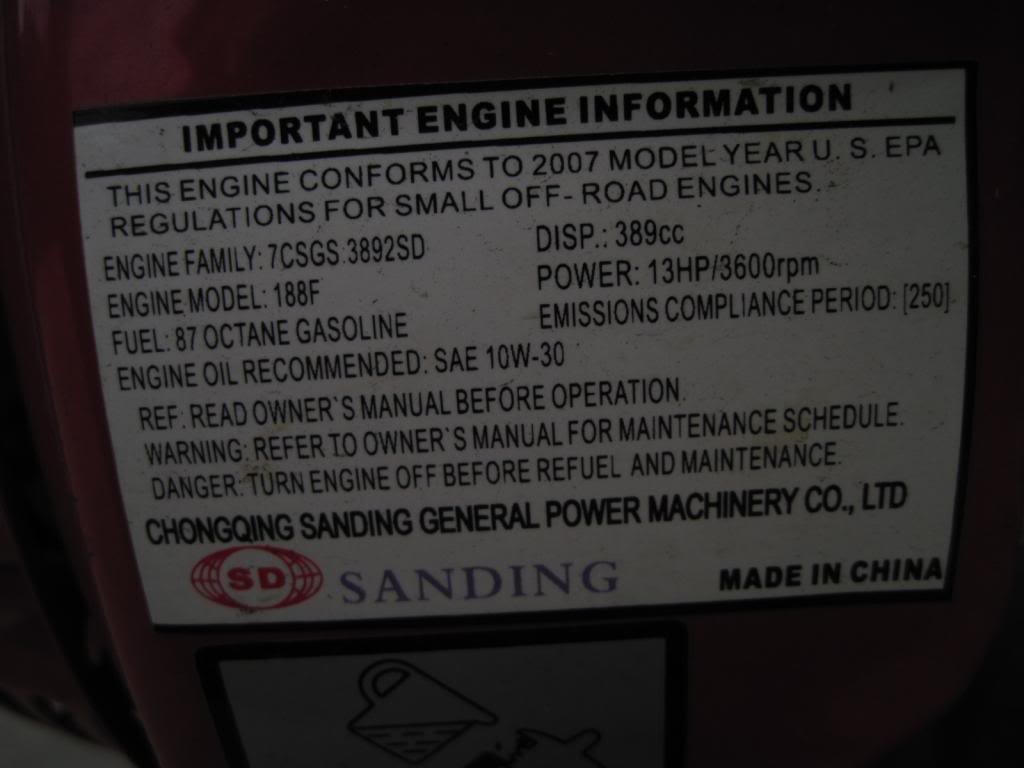 IMPORTANT ENGINE INFORMATION
THIS ENGINE CONFORMS TO 2007 MODEL YEAR U. S. EPA
REGULATIONS FOR SMALL OFF- ROAD ENGINES.
ENGINE FAMILY: 7CSGS.3892SD
DISP.: 389cc
ENGINE MODEL: 188F
POWER: 13HP/3600rpm
FUEL: 87 OCTANE GASOLINE
EMISSIONS COMPLIANCE PERIOD: [250]
ENGINE OIL RECOMMENDED: SAE 10W-30
REF: READ OWNER`S MANUAL BEFORE OPERATION.
WARNING: REFER TO OWNER`S MANUAL FOR MAINTENANCE SCHEDULE.
DANGER: TURN ENGINE OFF BEFORE REFUEL AND MAINTENANCE.
CHONGQING SANDING GENERAL POWER MACHINERY CO., LTD
SD SANDING
MADE IN CHINA